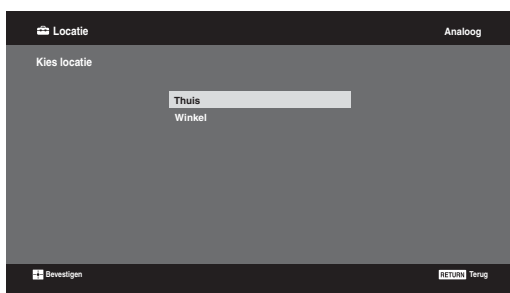 Locatie Analoog
Kies locatie
Thuis
Winkel
Bevestigen RETURN Terug